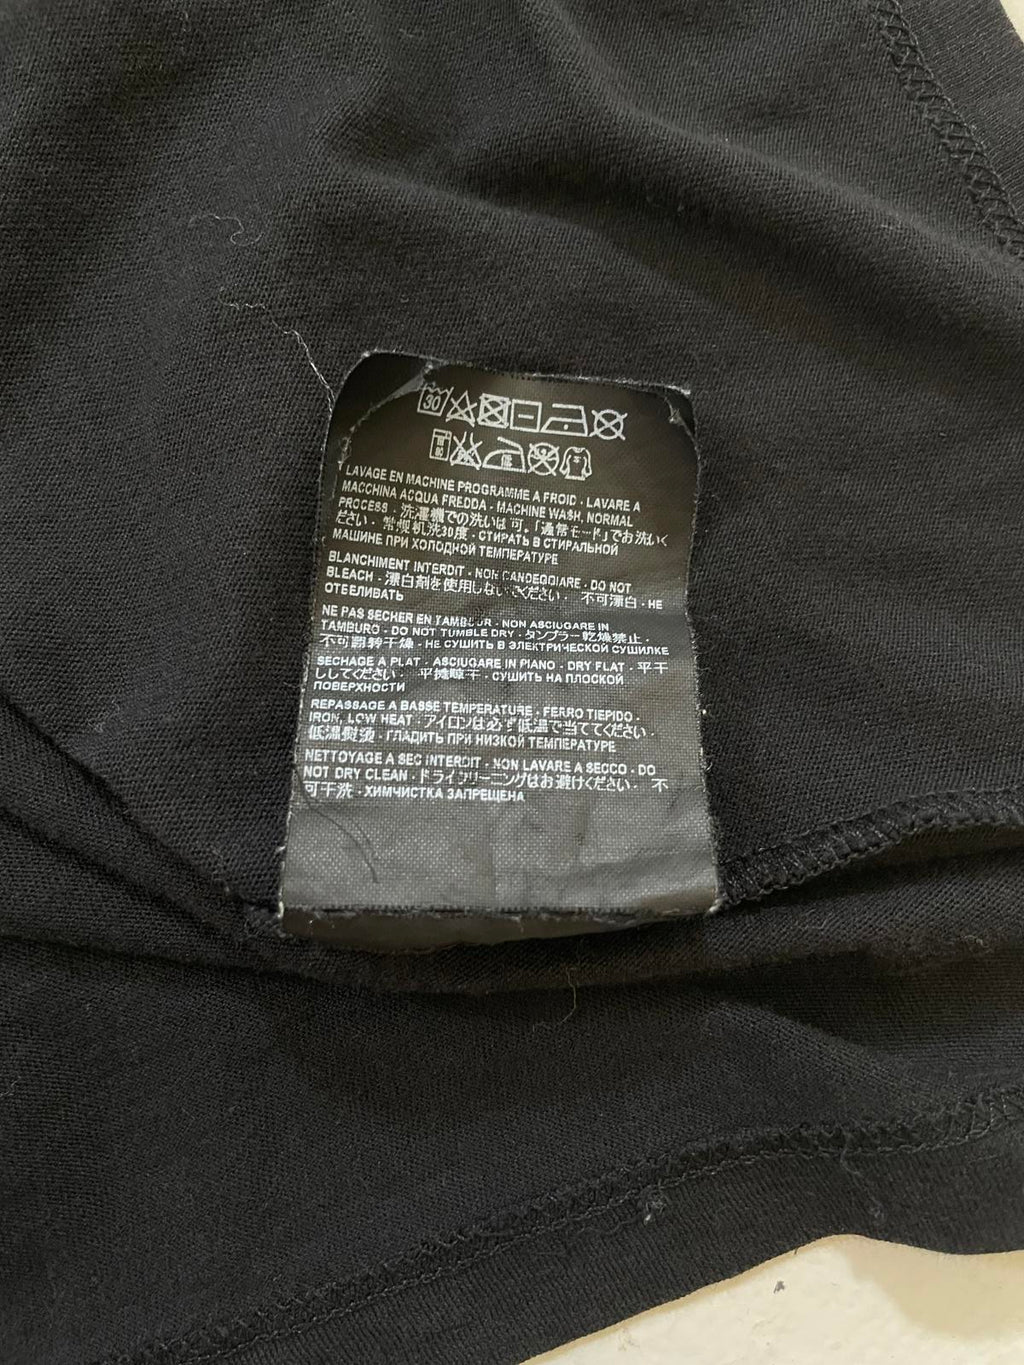 30
LAVAGE EN MACHINE PROGRAMME A FROID - LAVARE A
MACCHINA ACQUA FREDDA - MACHINE WASH, NORMAL
PROCESS - 洗濯機での洗いは可。「通常モード」でお洗いく
ださい - 常规机洗30度 - СТИРАТЬ В СТИРАЛЬНОЙ
МАШИНЕ ПРИ ХОЛОДНОЙ ТЕМПЕРАТУРЕ
BLANCHIMENT INTERDIT - NON CANDEGGIARE - DO NOT
BLEACH - 漂白剤を使用しないでください - 不可漂白 - НЕ
ОТБЕЛИВАТЬ
NE PAS SECHER EN TAMBOUR - NON ASCIUGARE IN
TAMBURO - DO NOT TUMBLE DRY - タンブラー乾燥禁止 -
不可翻转干燥 - НЕ СУШИТЬ В ЭЛЕКТРИЧЕСКОЙ СУШИЛКЕ
SECHAGE A PLAT - ASCIUGARE IN PIANO - DRY FLAT - 平干
ししてください - 平摊晾干 - СУШИТЬ НА ПЛОСКОЙ
ПОВЕРХНОСТИ
REPASSAGE A BASSE TEMPERATURE - FERRO TIEPIDO -
IRON, LOW HEAT - アイロンは必ず低温で当ててください -
低温熨烫 - ГЛАДИТЬ ПРИ НИЗКОЙ ТЕМПЕРАТУРЕ
NETTOYAGE A SEC INTERDIT - NON LAVARE A SECCO - DO
NOT DRY CLEAN - ドライクリーニングはお避けください - 不
可干洗 - ХИМЧИСТКА ЗАПРЕЩЕНА